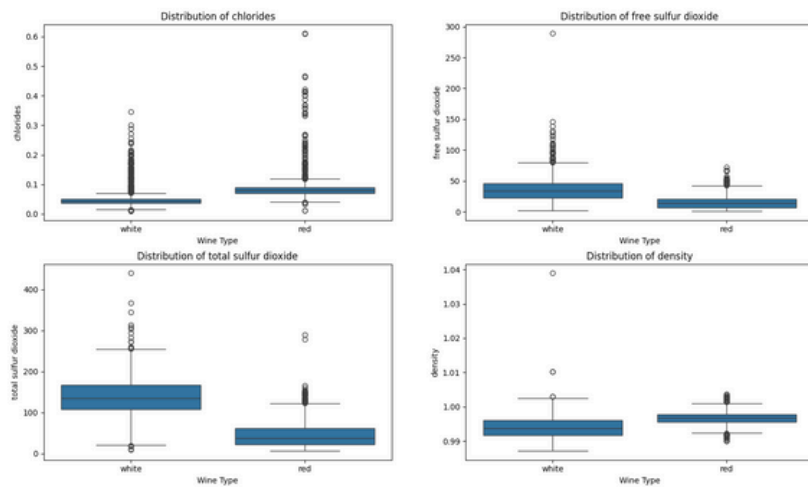 Distribution of chlorides
0.6
0.5
0.4
0.3
0.2
0.1
0.0
chlorides
white
red
Wine Type
Distribution of free sulfur dioxide
300
250
200
150
100
50
0
free sulfur dioxide
white
red
Wine Type
Distribution of total sulfur dioxide
400
300
200
100
0
total sulfur dioxide
white
red
Wine Type
Distribution of density
1.04
1.03
1.02
1.01
1.00
0.99
density
white
red
Wine Type